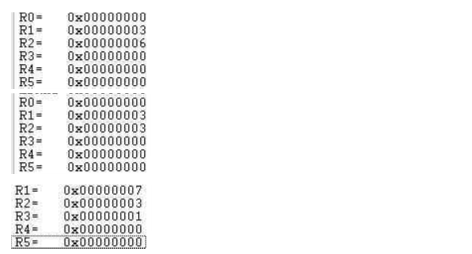 R0= 0x00000000
R1= 0x00000003
R2= 0x00000006
R3= 0x00000000
R4= 0x00000000
R5= 0x00000000
R0= 0x00000000
R1= 0x00000003
R2= 0x00000003
R3= 0x00000000
R4= 0x00000000
R5= 0x00000000
R1= 0x00000007
R2= 0x00000003
R3= 0x00000001
R4= 0x00000000
R5= 0x00000000